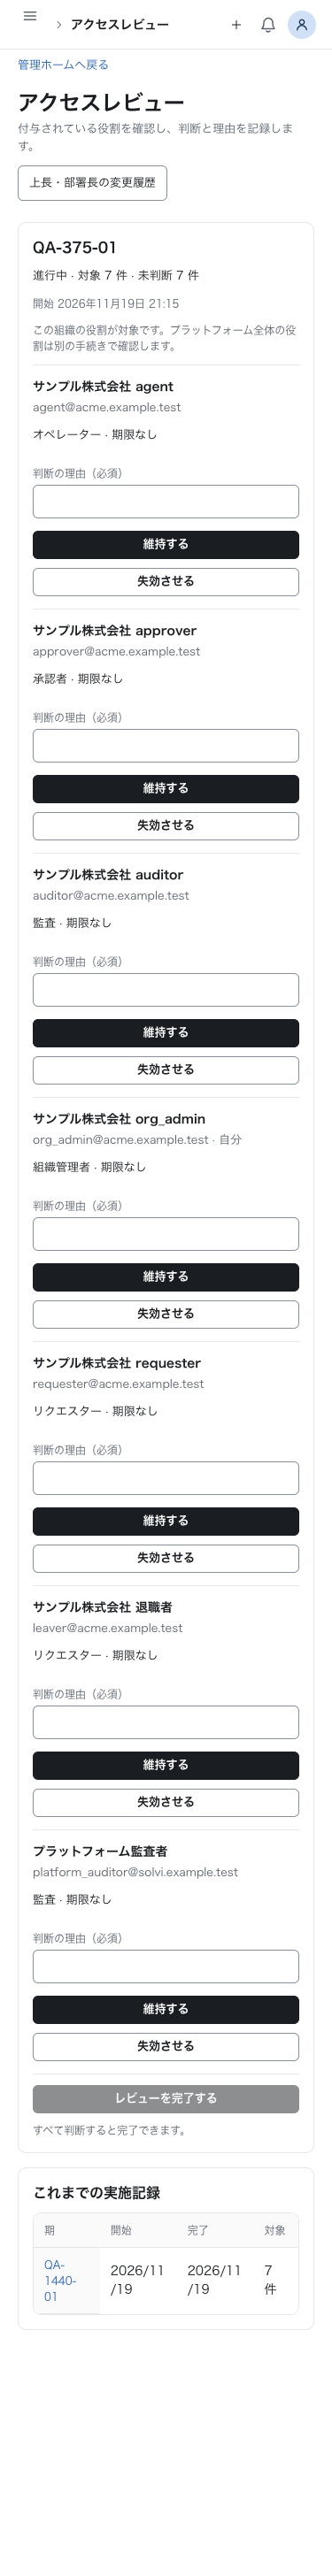 アクセスレビュー
管理ホームへ戻る
アクセスレビュー
付与されている役割を確認し、判断と理由を記録しま
す。
上長・部署長の変更履歴
QA-375-01
進行中 · 対象 7 件 · 未判断 7 件
開始 2026年11月19日 21:15
この組織の役割が対象です。プラットフォーム全体の役
割は別の手続きで確認します。
サンプル株式会社 agent
agent@acme.example.test
オペレーター · 期限なし
判断の理由（必須）
維持する
失効させる
サンプル株式会社 approver
approver@acme.example.test
承認者 · 期限なし
判断の理由（必須）
維持する
失効させる
サンプル株式会社 auditor
auditor@acme.example.test
監査 · 期限なし
判断の理由（必須）
維持する
失効させる
サンプル株式会社 org_admin
org_admin@acme.example.test · 自分
組織管理者 · 期限なし
判断の理由（必須）
維持する
失効させる
サンプル株式会社 requester
requester@acme.example.test
リクエスター · 期限なし
判断の理由（必須）
維持する
失効させる
サンプル株式会社 退職者
leaver@acme.example.test
リクエスター · 期限なし
判断の理由（必須）
維持する
失効させる
プラットフォーム監査者
platform_auditor@solvi.example.test
監査 · 期限なし
判断の理由（必須）
維持する
失効させる
レビューを完了する
すべて判断すると完了できます。
これまでの実施記録
期 開始 完了 対象
QA-
1440-
01
2026/11
/19
2026/11
/19
7
件